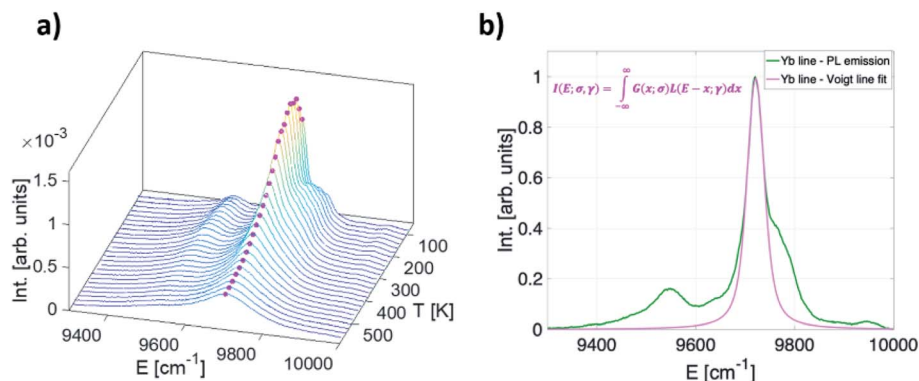 a)
×10⁻³
1.5
1
0.5
0
Int. [arb. units]
9400
9600
9800
10000
E [cm⁻¹]
100
200
300
400
500
T [K]
b)
Yb line - PL emission
Yb line - Voigt line fit
I(E; σ, γ) = ∫_{-∞}^{∞} G(x; σ)L(E − x; γ)dx
1
0.8
0.6
0.4
0.2
0
Int. [arb. units]
9400
9600
9800
10000
E [cm⁻¹]